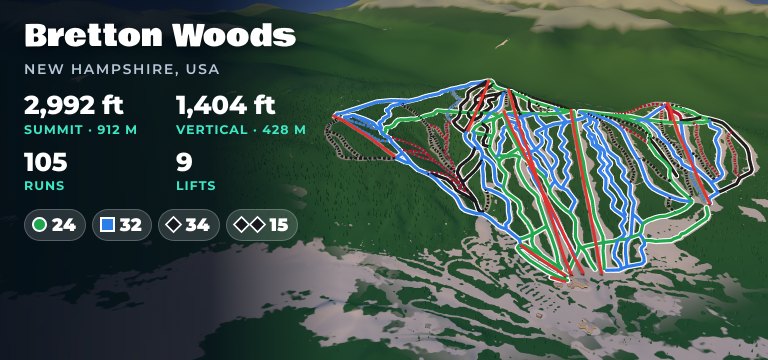 Bretton Woods
NEW HAMPSHIRE, USA
2,992 ft 1,404 ft
SUMMIT · 912 M VERTICAL · 428 M
105 9
RUNS LIFTS
24 32 34 15